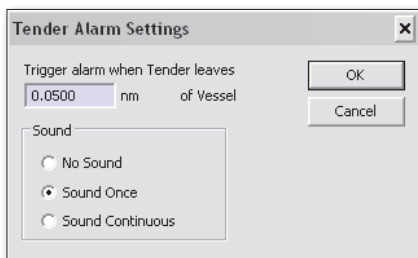 Tender Alarm Settings
Trigger alarm when Tender leaves
0.0500 nm of Vessel
OK
Cancel
Sound
No Sound
Sound Once
Sound Continuous